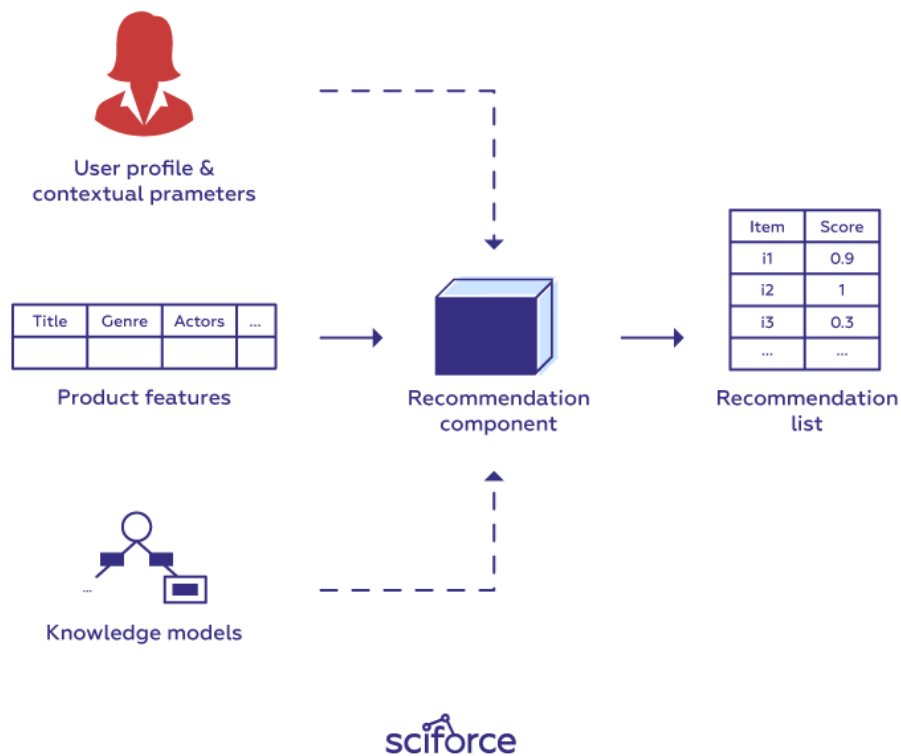 User profile &
contextual prameters
Title Genre Actors ...
Product features
...
Knowledge models
Recommendation
component
Item Score
i1 0.9
i2 1
i3 0.3
... ...
Recommendation
list
sciforce